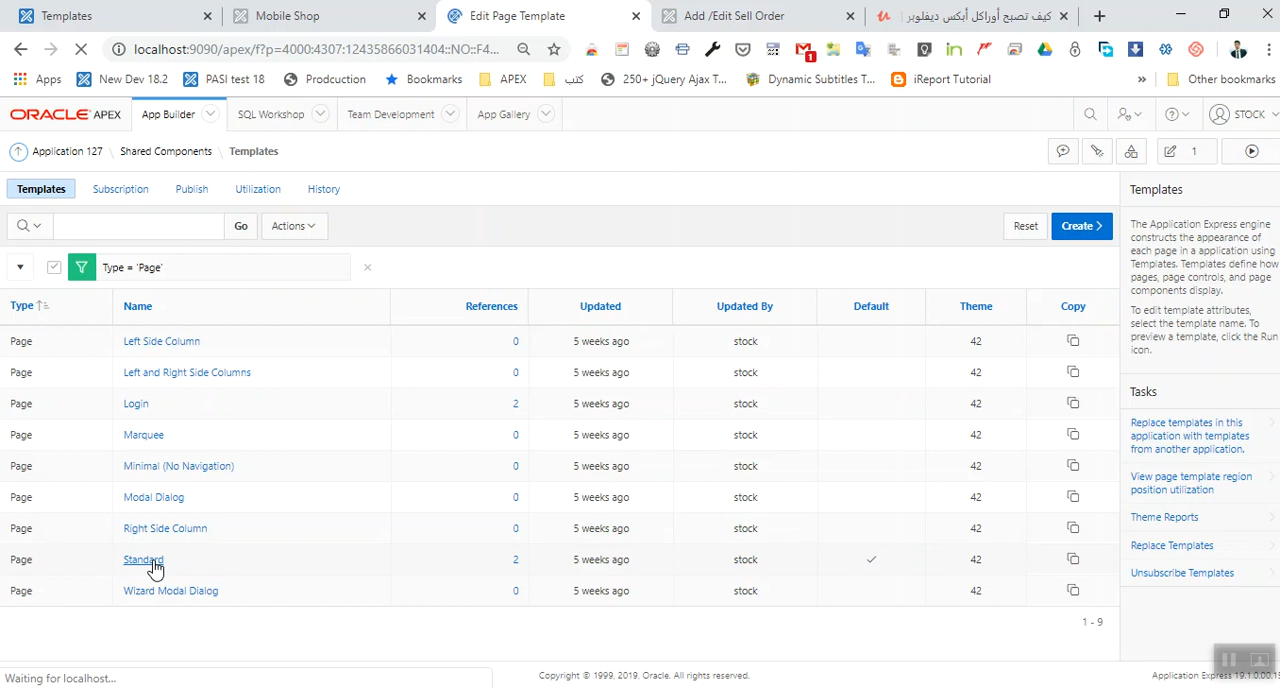 Templates
Mobile Shop
Edit Page Template
Add /Edit Sell Order
كيف تصبح أوراكل أبكس ديفلوبر |
localhost:9090/apex/f?p=4000:4307:12435866031404::NO::F4...
1
Apps
New Dev 18.2
PASI test 18
Prodcution
Bookmarks
APEX
كتب
250+ jQuery Ajax T...
Dynamic Subtitles T...
iReport Tutorial
»
Other bookmarks
ORACLE APEX
App Builder
SQL Workshop
Team Development
App Gallery
STOCK
Application 127 \ Shared Components \ Templates
1
Templates
Subscription
Publish
Utilization
History
Go
Actions
Reset
Create >
Type = 'Page'
Type
Name
References
Updated
Updated By
Default
Theme
Copy
Page Left Side Column 0 5 weeks ago stock 42
Page Left and Right Side Columns 0 5 weeks ago stock 42
Page Login 2 5 weeks ago stock 42
Page Marquee 0 5 weeks ago stock 42
Page Minimal (No Navigation) 0 5 weeks ago stock 42
Page Modal Dialog 0 5 weeks ago stock 42
Page Right Side Column 0 5 weeks ago stock 42
Page Standard 2 5 weeks ago stock 42
Page Wizard Modal Dialog 0 5 weeks ago stock 42
1 - 9
Templates
The Application Express engine
constructs the appearance of
each page in a application using
Templates. Templates define how
pages, page controls, and page
components display.
To edit template attributes,
select the template name. To
preview a template, click the Run
icon.
Tasks
Replace templates in this
application with templates
from another application.
View page template region
position utilization
Theme Reports
Replace Templates
Unsubscribe Templates
Waiting for localhost...
Copyright © 1999, 2019. Oracle. All rights reserved.
Application Express 19.1.0.00.15